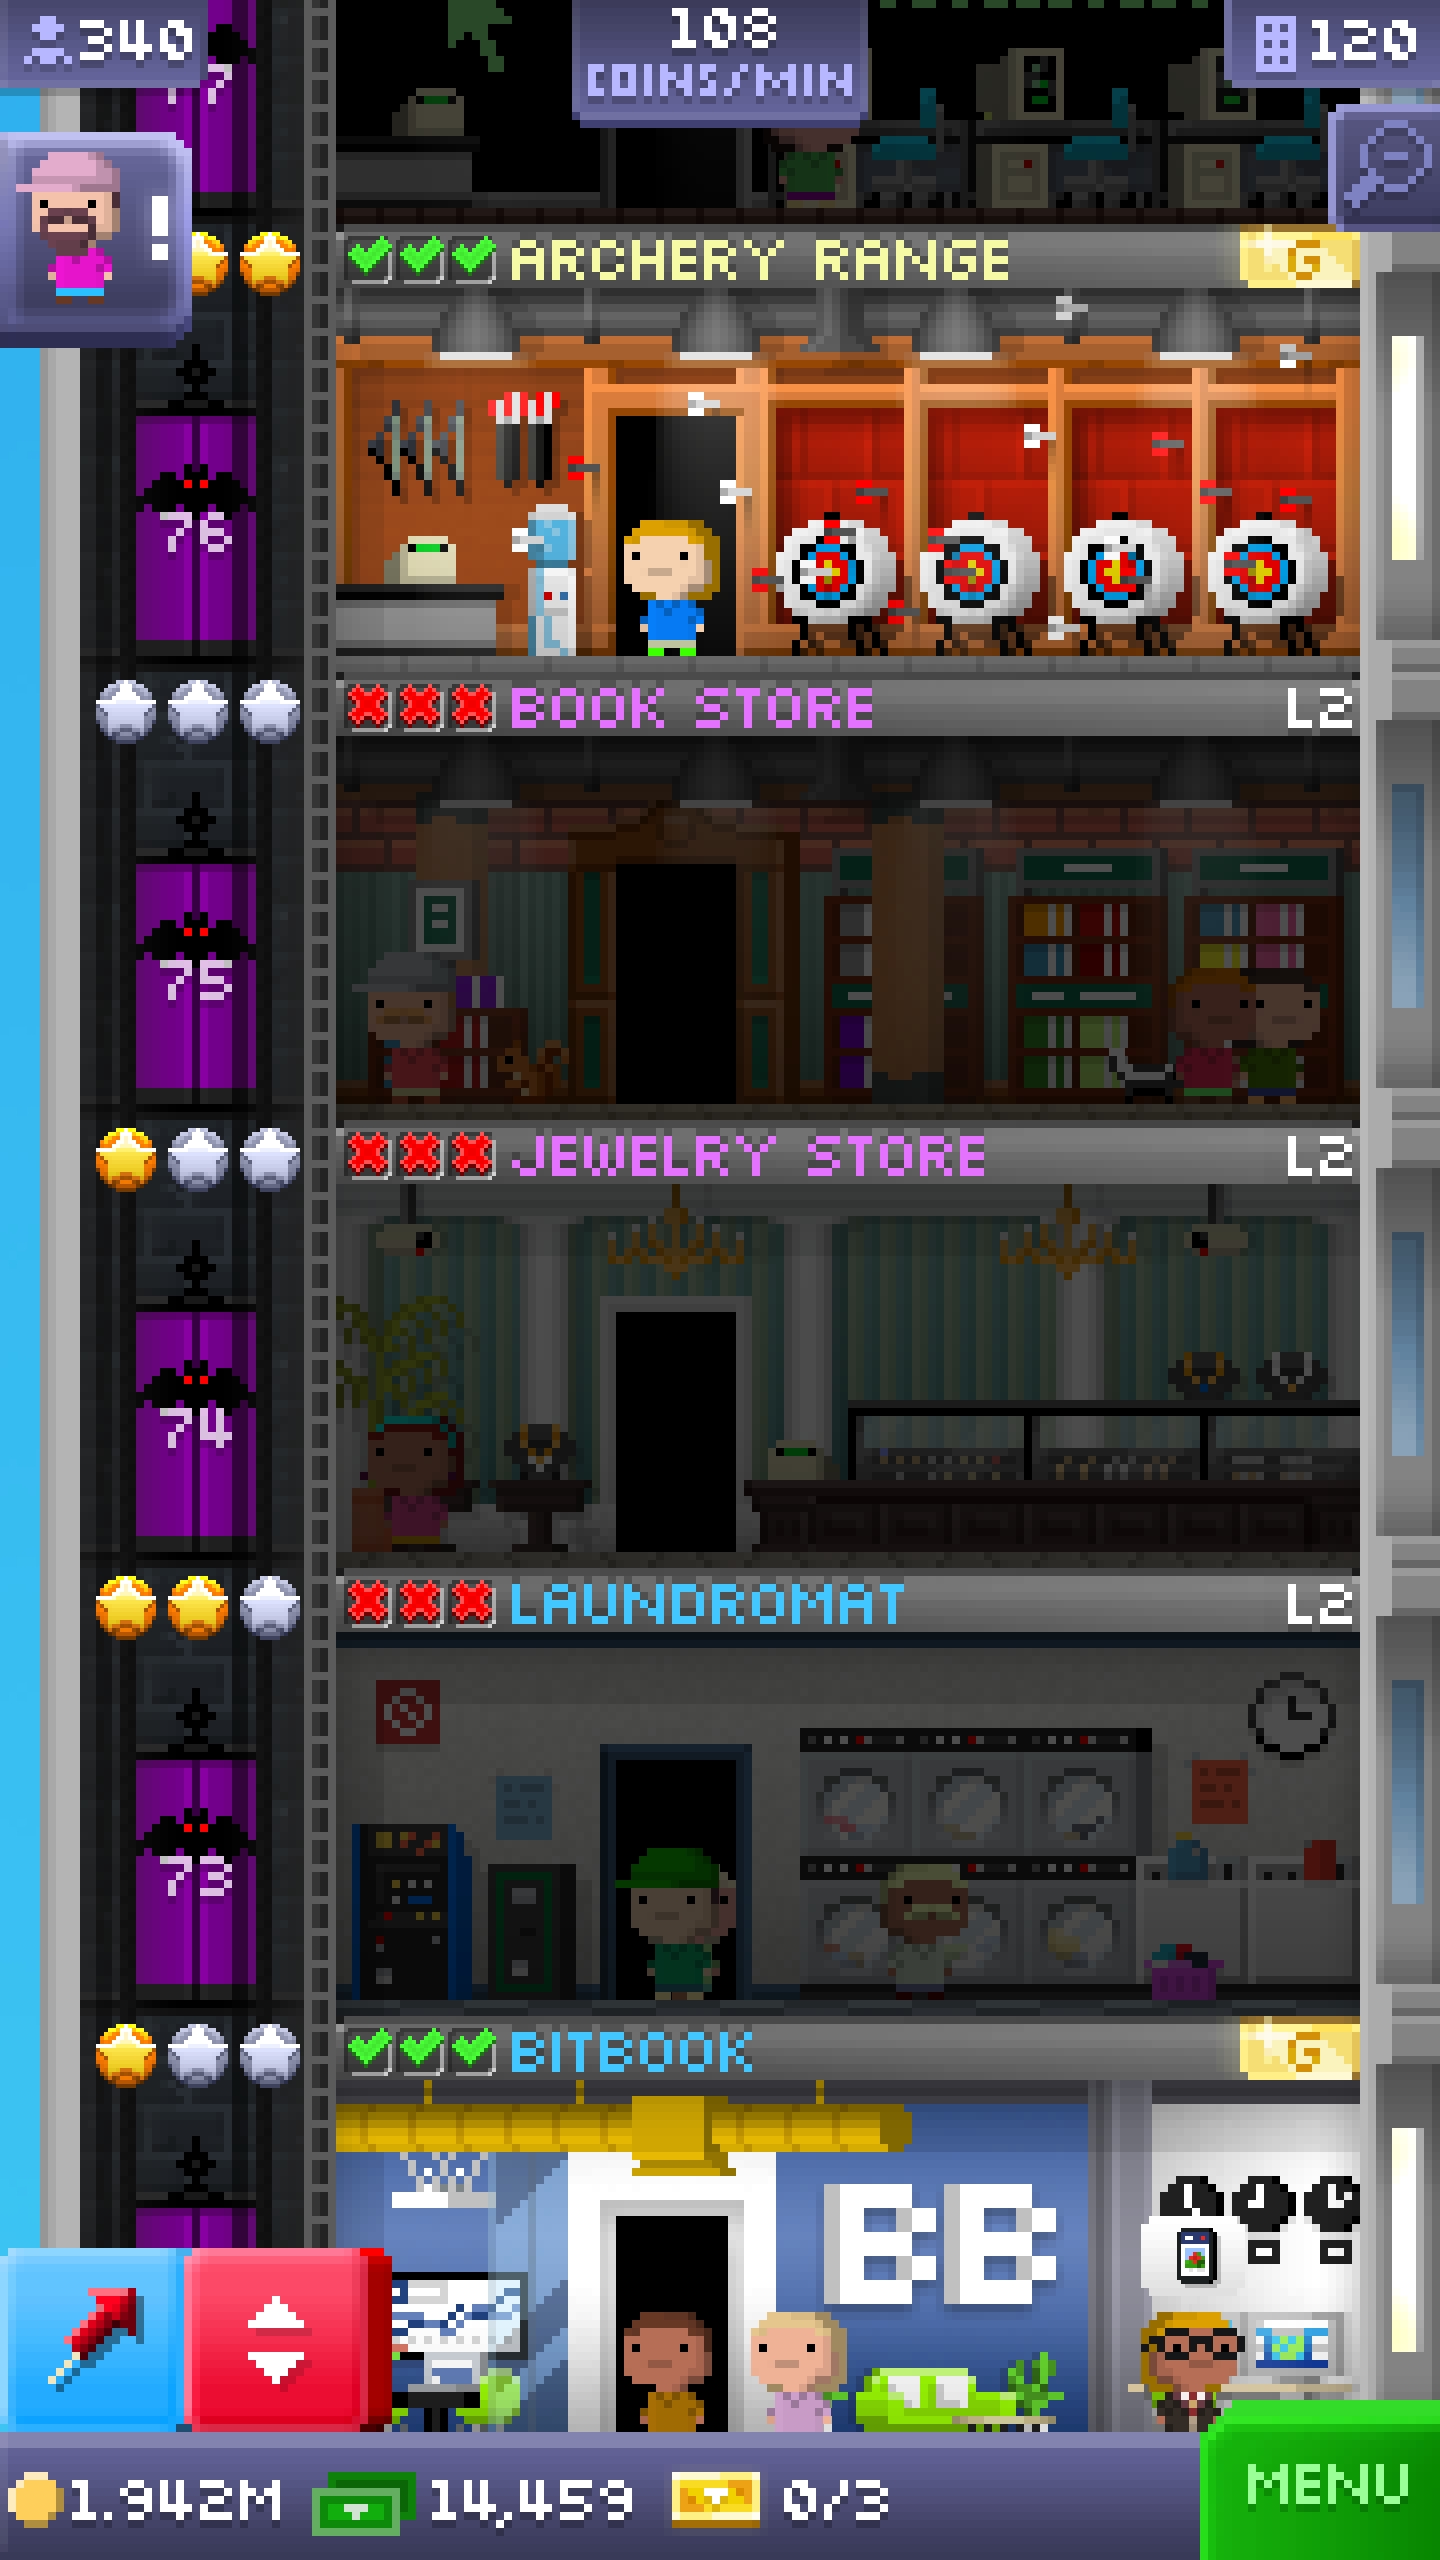 340
108
COINS/MIN
120
77
!
ARCHERY RANGE
G
76
BOOK STORE
L2
75
JEWELRY STORE
L2
74
LAUNDROMAT
L2
73
BITBOOK
G
BB
1.942M
14,459
0/3
MENU